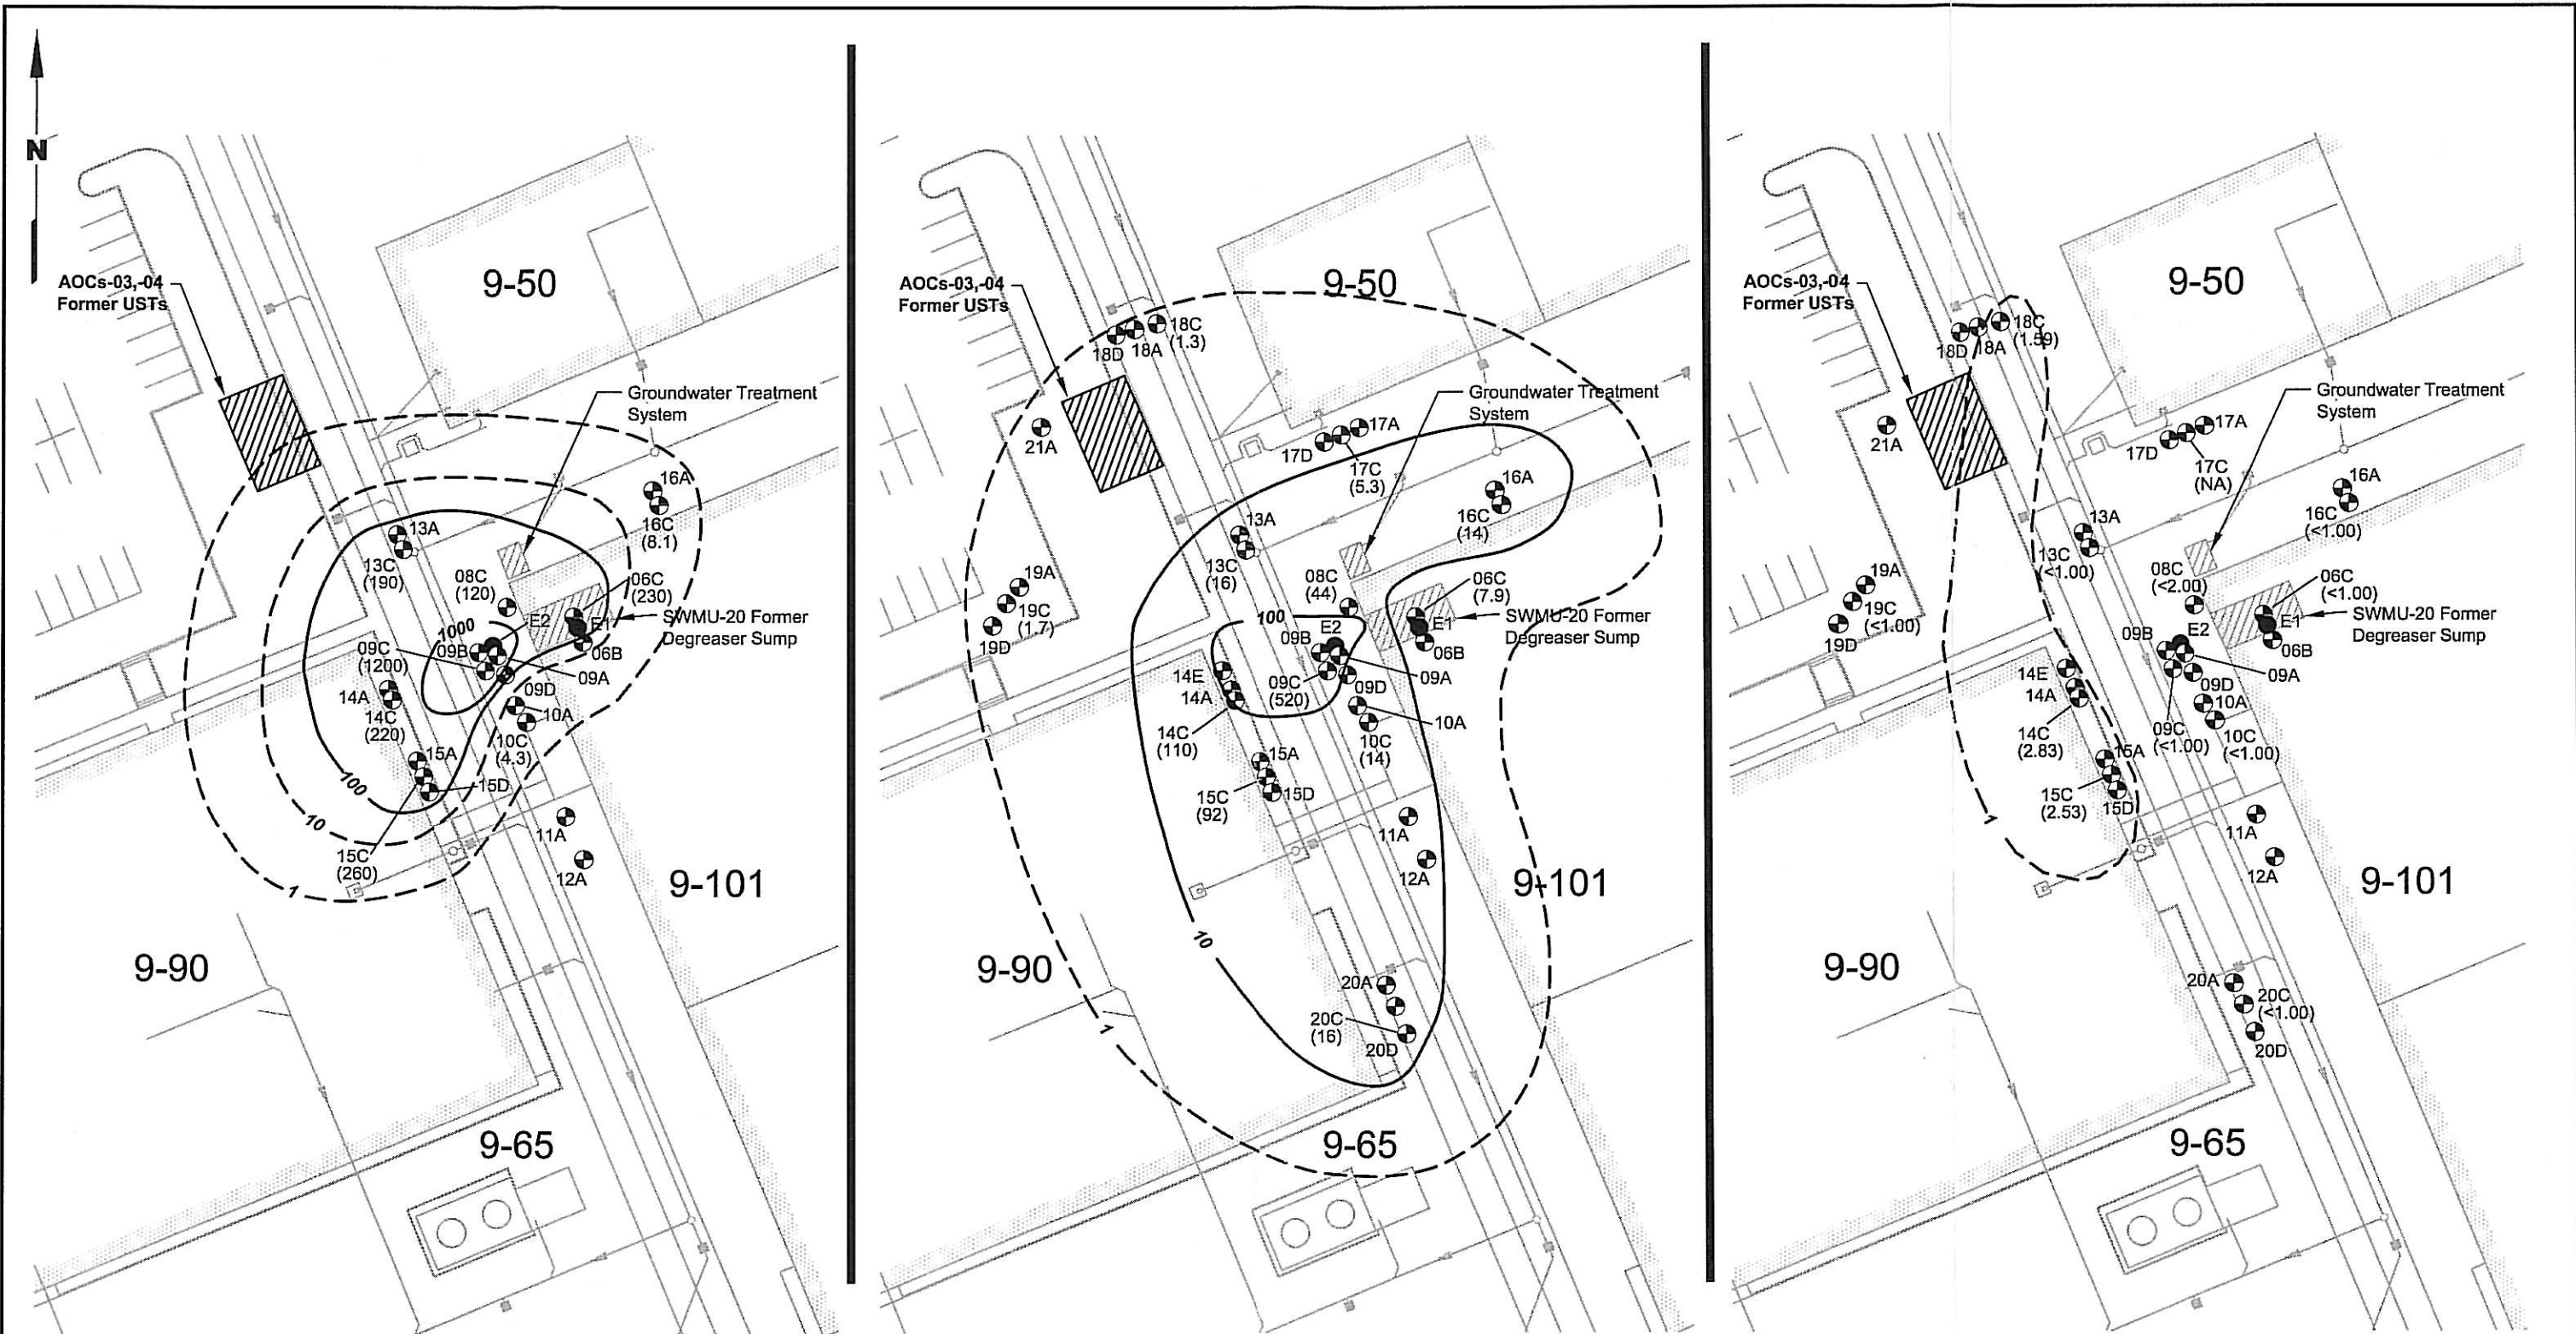 N
AOCs-03,-04
Former USTs
9-50
Groundwater Treatment
System
16A
16C
(8.1)
13A
13C
(190)
08C
(120)
06C
(230)
SWMU-20 Former
Degreaser Sump
E1
E2
06B
1000
09B
09C
(1200)
09A
09D
14A
14C
(220)
10A
10C
(4.3)
15A
15D
100
10
1
15C
(260)
11A
12A
9-101
9-90
9-65
AOCs-03,-04
Former USTs
9-50
18C
(1.3)
18D
18A
21A
Groundwater Treatment
System
17A
17D
17C
(5.3)
16A
16C
(14)
13A
13C
(16)
19A
19C
(1.7)
19D
08C
(44)
06C
(7.9)
SWMU-20 Former
Degreaser Sump
E1
E2
06B
100
09B
09A
09C
(520)
09D
14E
14A
14C
(110)
10A
10C
(14)
15A
15C
(92)
15D
11A
12A
9-101
10
9-90
1
20A
20C
(16)
20D
9-65
AOCs-03,-04
Former USTs
9-50
18C
(1.59)
18D
18A
21A
Groundwater Treatment
System
17A
17D
17C
(NA)
16A
16C
(<1.00)
13A
13C
(<1.00)
19A
19C
(<1.00)
19D
08C
(<2.00)
06C
(<1.00)
SWMU-20 Former
Degreaser Sump
E1
E2
06B
09B
09A
09D
09C
(<1.00)
14E
14A
14C
(2.83)
10A
10C
(<1.00)
15A
15C
(2.53)
15D
1
11A
12A
9-101
9-90
20A
20C
(<1.00)
20D
9-65